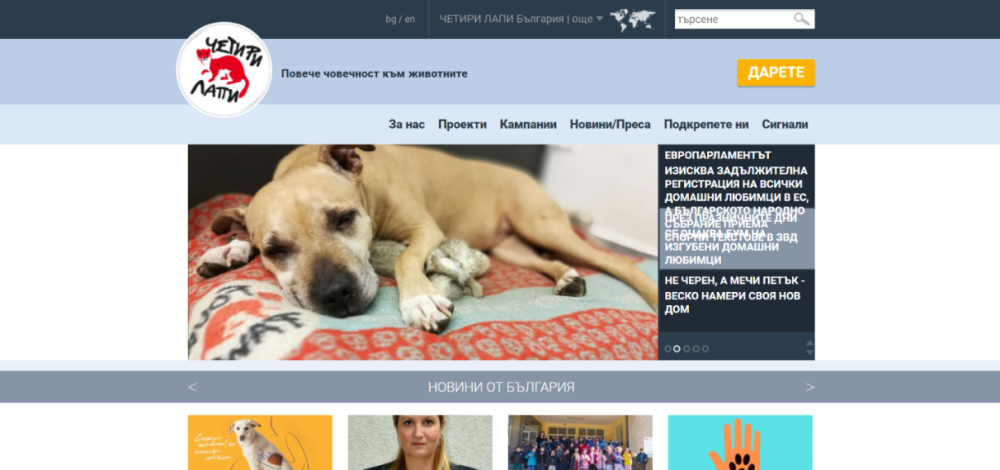 bg / en
ЧЕТИРИ ЛАПИ България | още
търсене
ЧЕТИРИ
ЛАПИ
Повече човечност към животните
ДАРЕТЕ
За нас Проекти Кампании Новини/Преса Подкрепете ни Сигнали
ЕВРОПАРЛАМЕНТЪТ
ИЗИСКВА ЗАДЪЛЖИТЕЛНА
РЕГИСТРАЦИЯ НА ВСИЧКИ
ДОМАШНИ ЛЮБИМЦИ В ЕС,
А БЪЛГАРСКОТО НАРОДНО
СЪБРАНИЕ ПРИЕМА
СПОРНИ ТЕКСТОВЕ В ЗВД
ПРЕЗ ПРАЗНИЧНИТЕ ДНИ
СЕ ОЧАКВА БУМ НА
ИЗГУБЕНИ ДОМАШНИ
ЛЮБИМЦИ
НЕ ЧЕРЕН, А МЕЧИ ПЕТЪК -
ВЕСКО НАМЕРИ СВОЯ НОВ
ДОМ
< НОВИНИ ОТ БЪЛГАРИЯ >